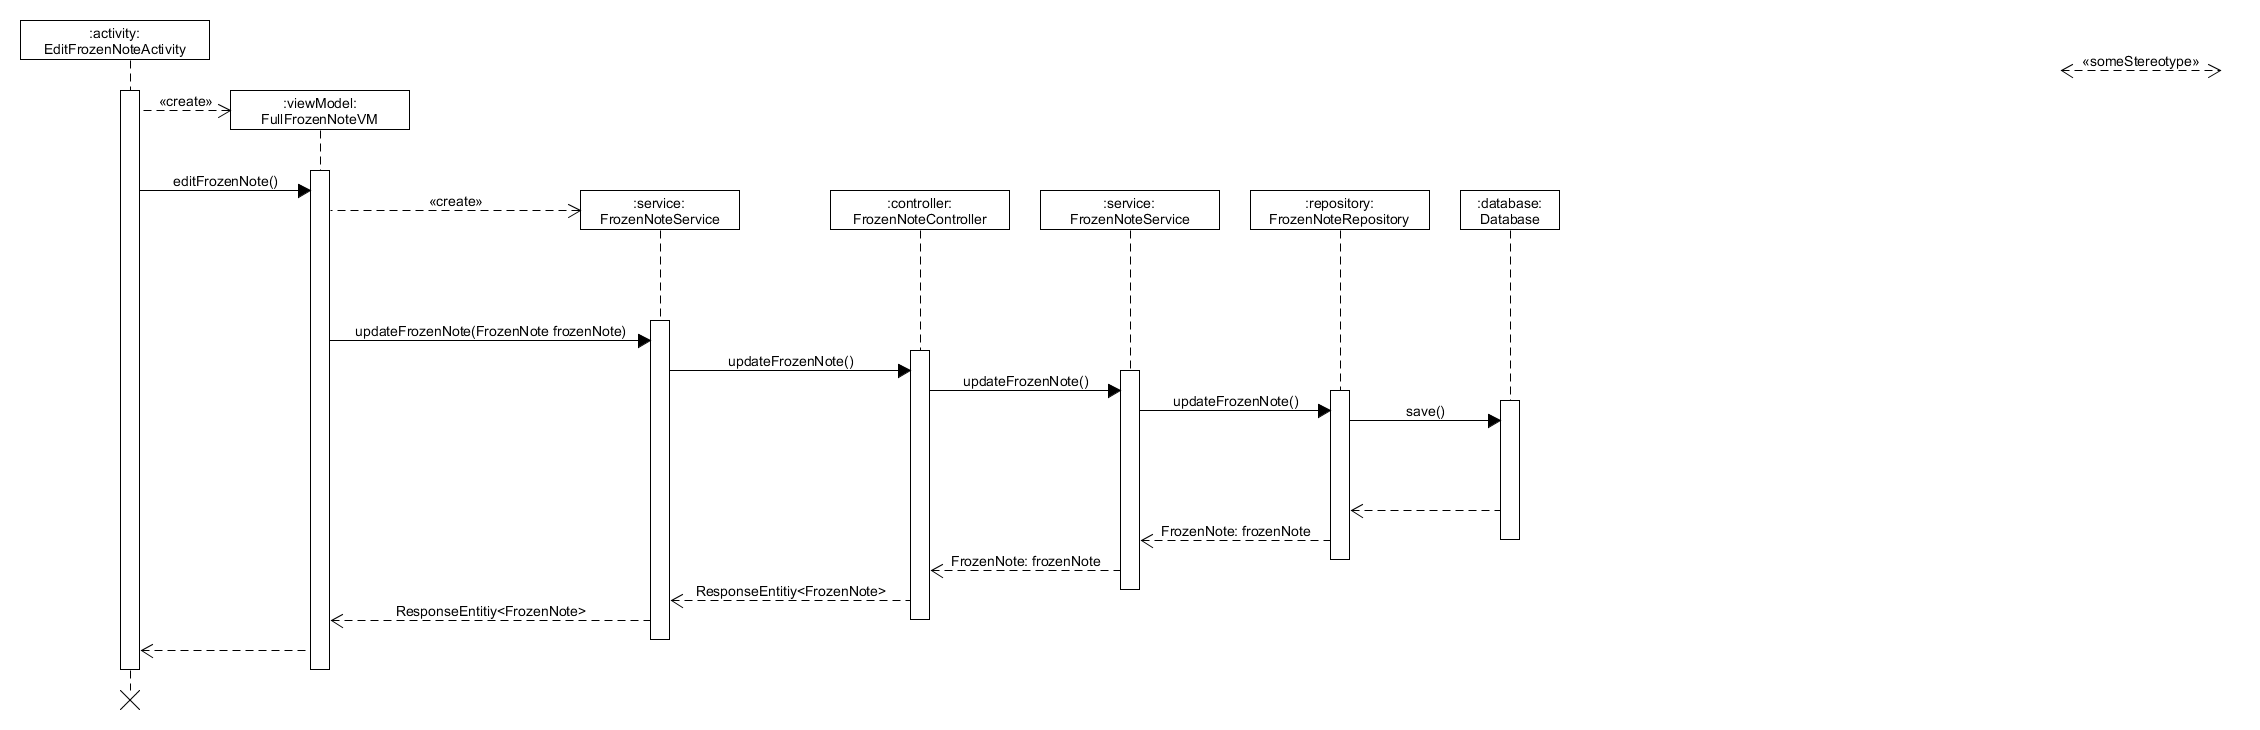 :activity:
EditFrozenNoteActivity
«someStereotype»
«create»
:viewModel:
FullFrozenNoteVM
editFrozenNote()
«create»
:service:
FrozenNoteService
:controller:
FrozenNoteController
:service:
FrozenNoteService
:repository:
FrozenNoteRepository
:database:
Database
updateFrozenNote(FrozenNote frozenNote)
updateFrozenNote()
updateFrozenNote()
updateFrozenNote()
save()
FrozenNote: frozenNote
FrozenNote: frozenNote
ResponseEntitiy<FrozenNote>
ResponseEntitiy<FrozenNote>